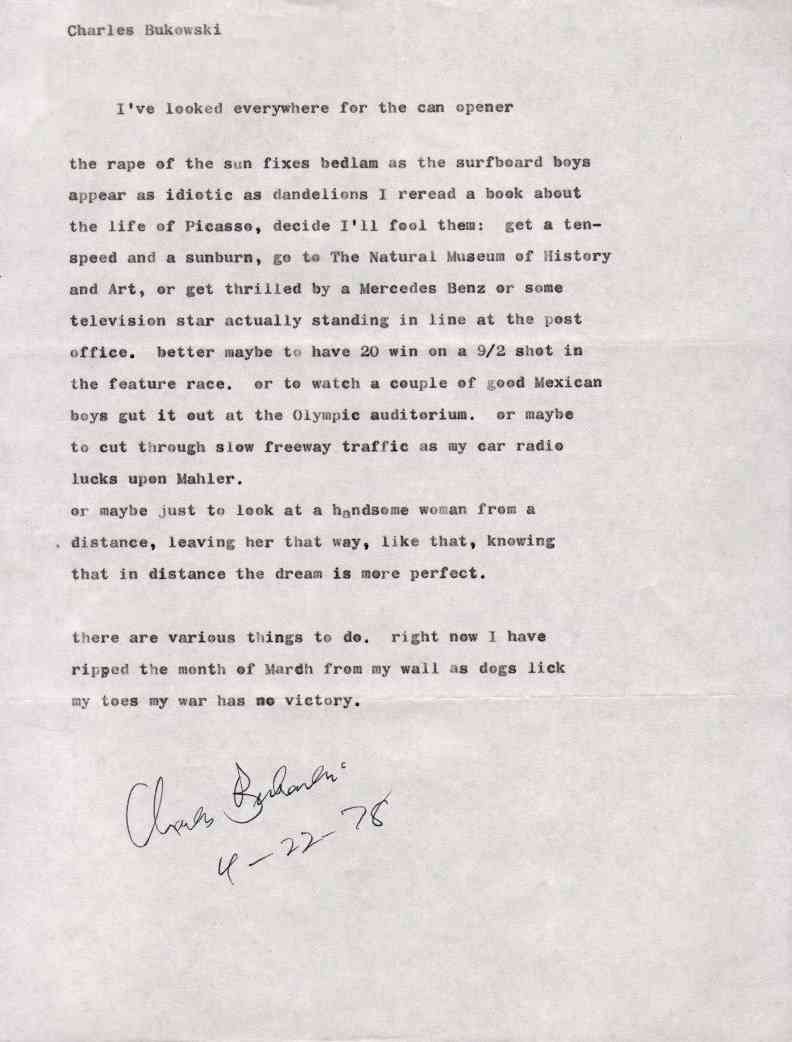 Charles Bukowski
I've looked everywhere for the can opener
the rape of the sun fixes bedlam as the surfboard boys
appear as idiotic as dandelions I reread a book about
the life of Picasso, decide I'll fool them: get a ten-
speed and a sunburn, go to The Natural Museum of History
and Art, or get thrilled by a Mercedes Benz or some
television star actually standing in line at the post
office. better maybe to have 20 win on a 9/2 shot in
the feature race. or to watch a couple of good Mexican
boys gut it out at the Olympic auditorium. or maybe
to cut through slow freeway traffic as my car radio
lucks upon Mahler.
or maybe just to look at a handsome woman from a
distance, leaving her that way, like that, knowing
that in distance the dream is more perfect.
there are various things to do. right now I have
ripped the month of Mardh from my wall as dogs lick
my toes my war has no victory.
Charles Bukowski
4-22-78